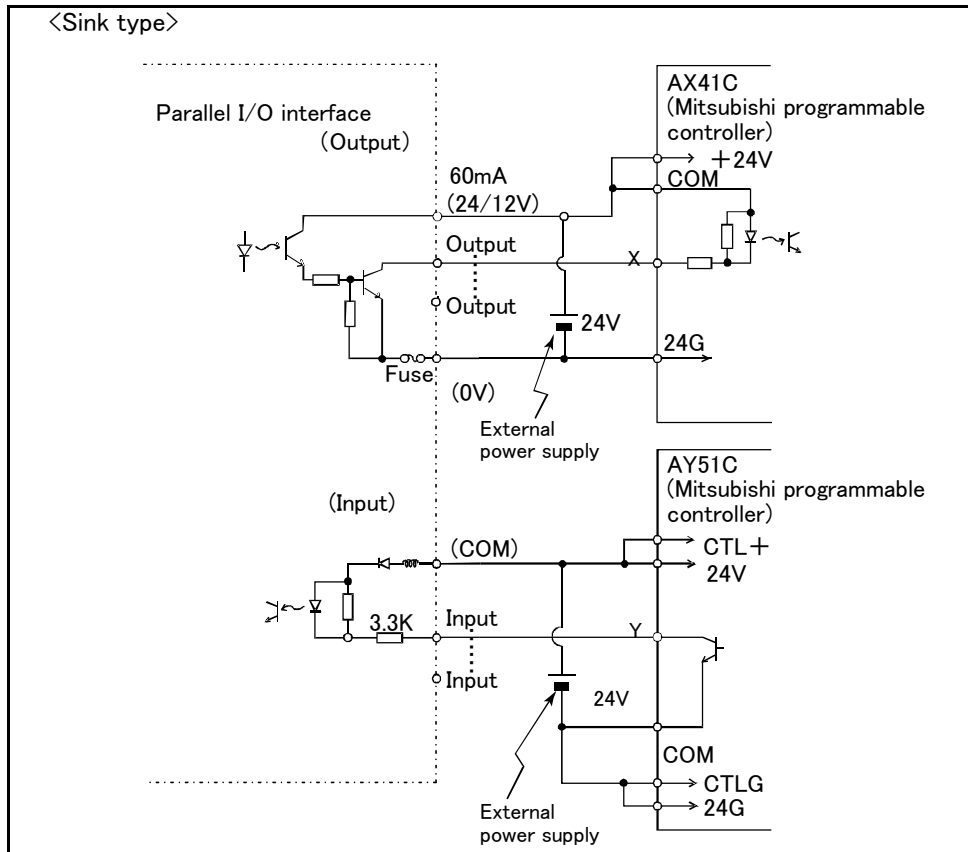 <Sink type>
Parallel I/O interface
(Output)
60mA
(24/12V)
Output
Output
Fuse
(0V)
24V
External
power supply
AX41C
(Mitsubishi programmable
controller)
+24V
COM
X
24G
(Input)
(COM)
3.3K
Input
Input
24V
External
power supply
AY51C
(Mitsubishi programmable
controller)
CTL+
24V
Y
COM
CTLG
24G